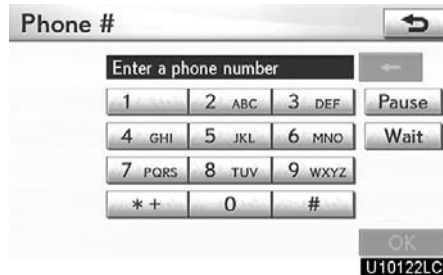 Phone #
Enter a phone number
1 2 ABC 3 DEF Pause
4 GHI 5 JKL 6 MNO Wait
7 PQRS 8 TUV 9 WXYZ
* + 0 #
OK
U10122LC